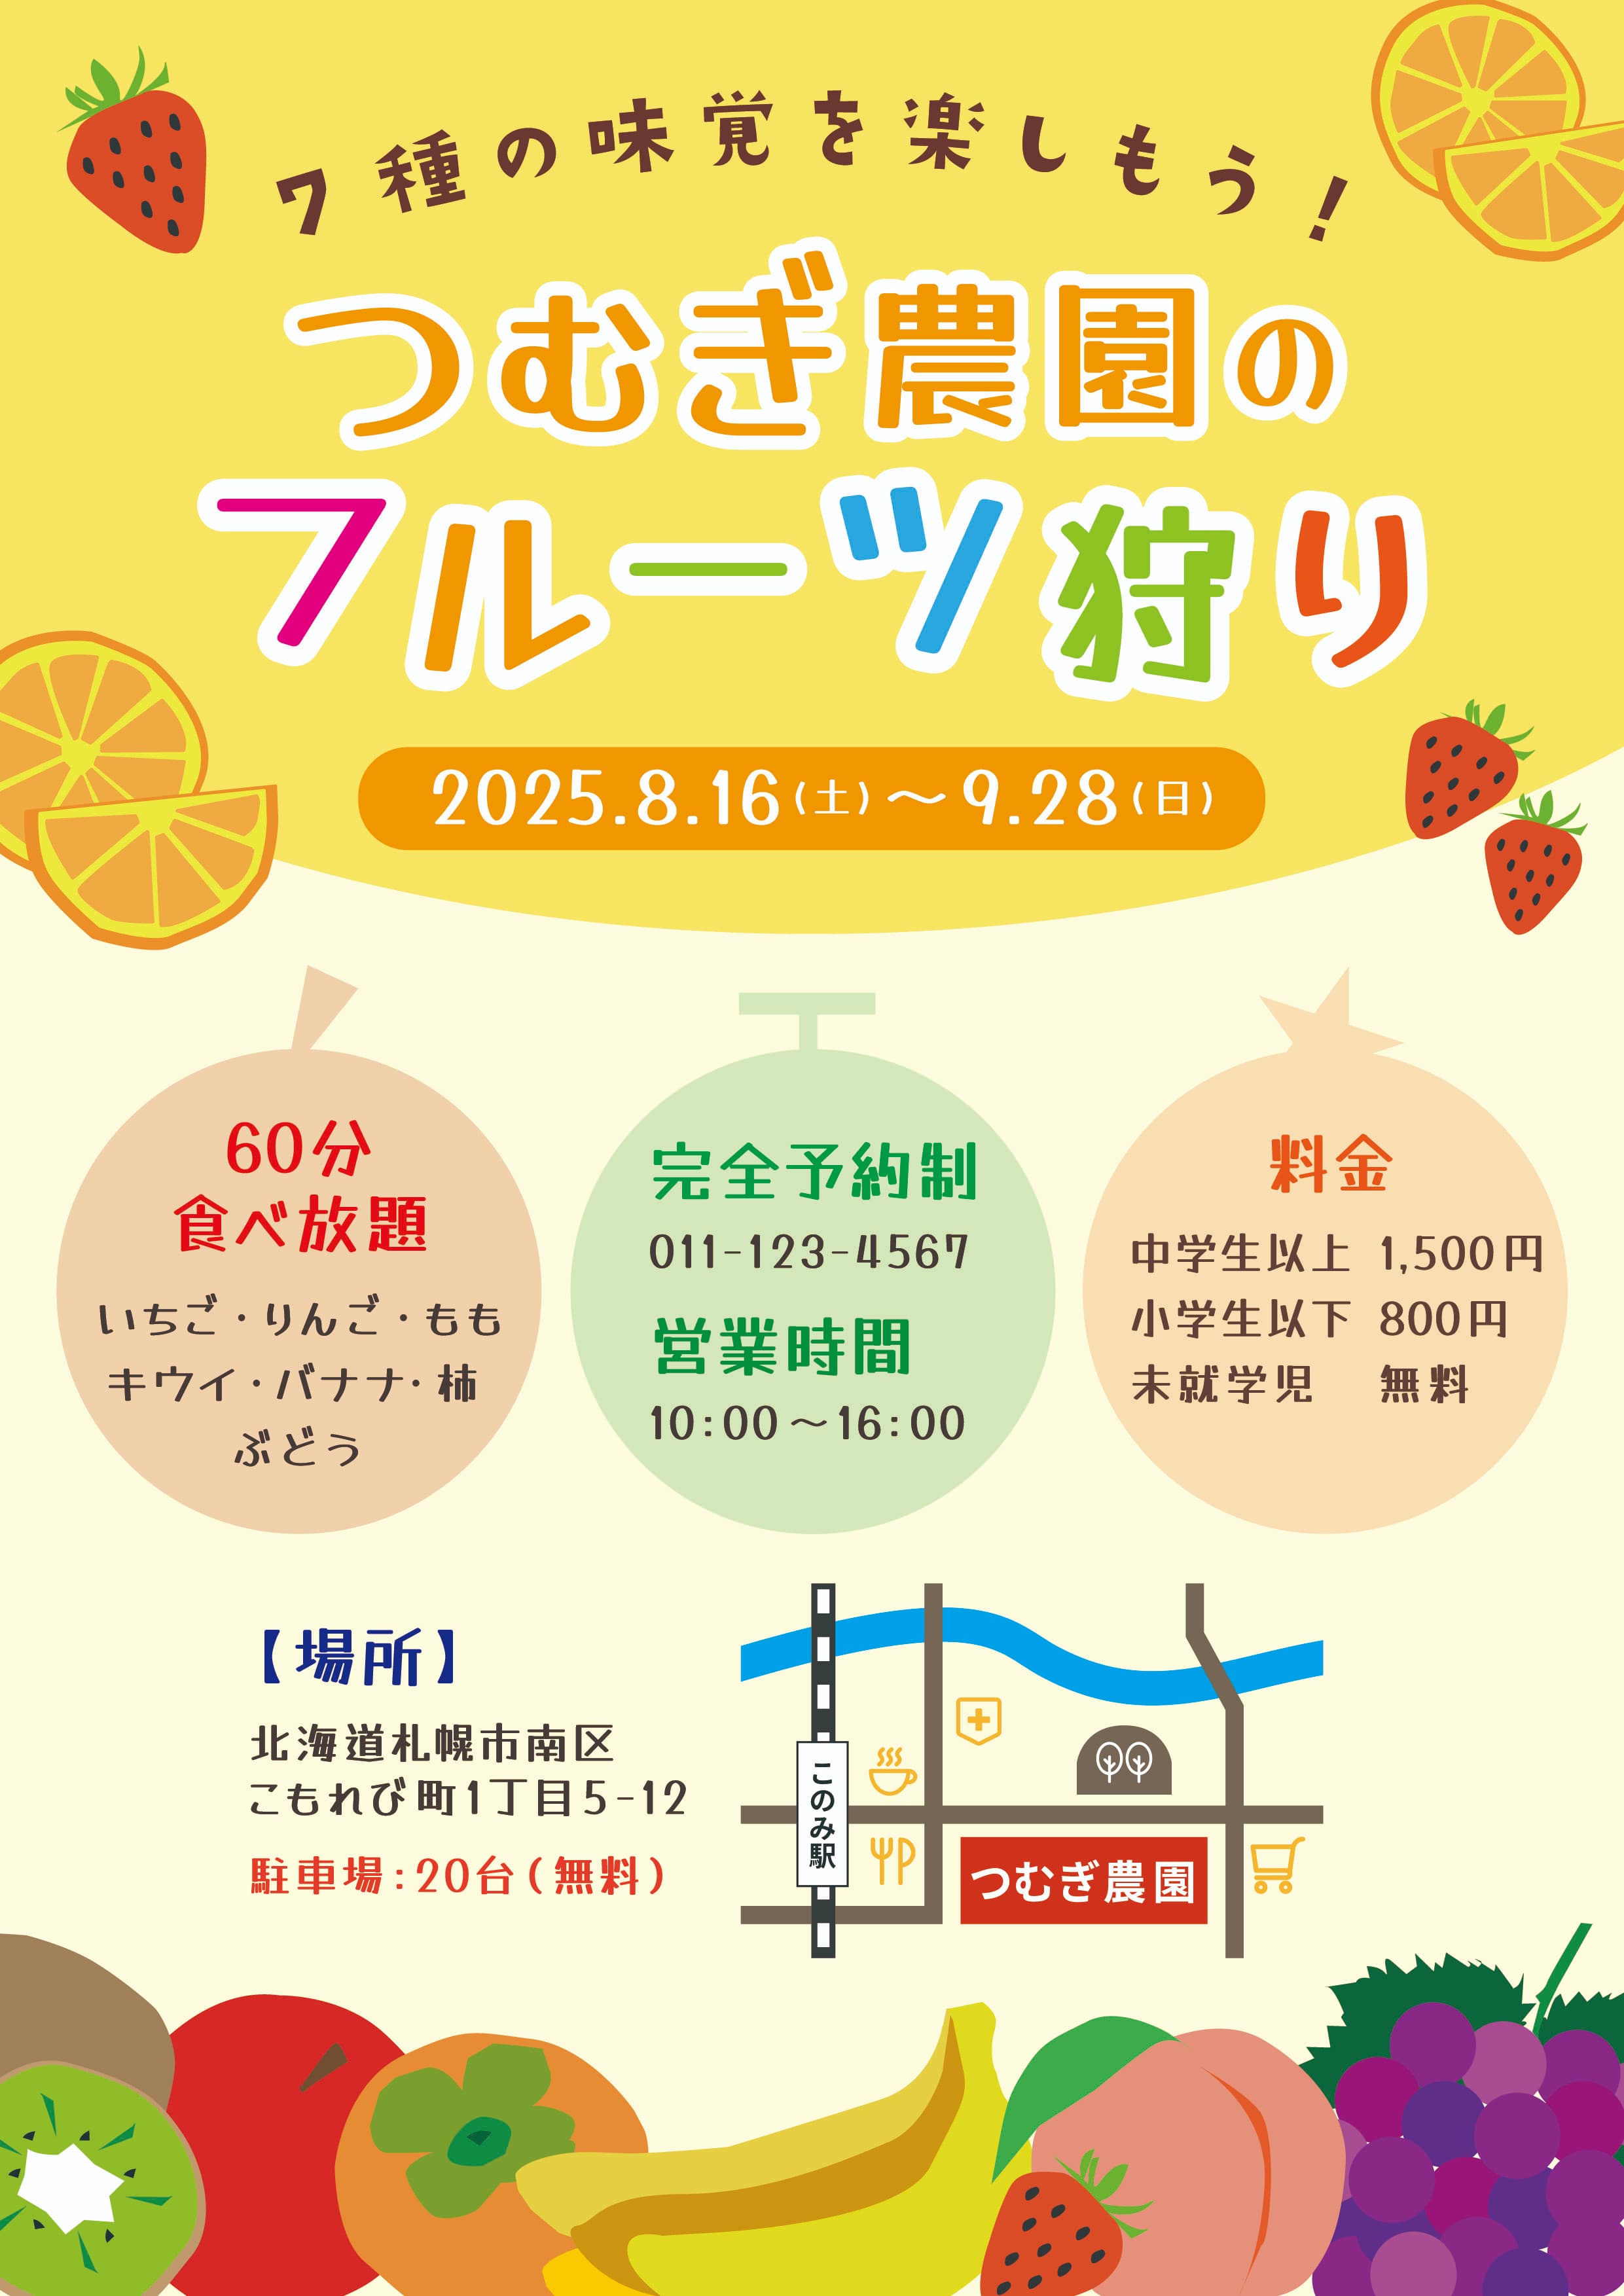 7種の味覚を楽しもう!
つむぎ農園の
フルーツ狩り
2025.8.16(土)〜9.28(日)
60分
食べ放題
いちご・りんご・もも
キウイ・バナナ・柿
ぶどう
完全予約制
011-123-4567
営業時間
10:00〜16:00
料金
中学生以上 1,500円
小学生以下 800円
未就学児 無料
【場所】
北海道札幌市南区
こもれび町1丁目5-12
駐車場:20台(無料)
このみ駅
つむぎ農園